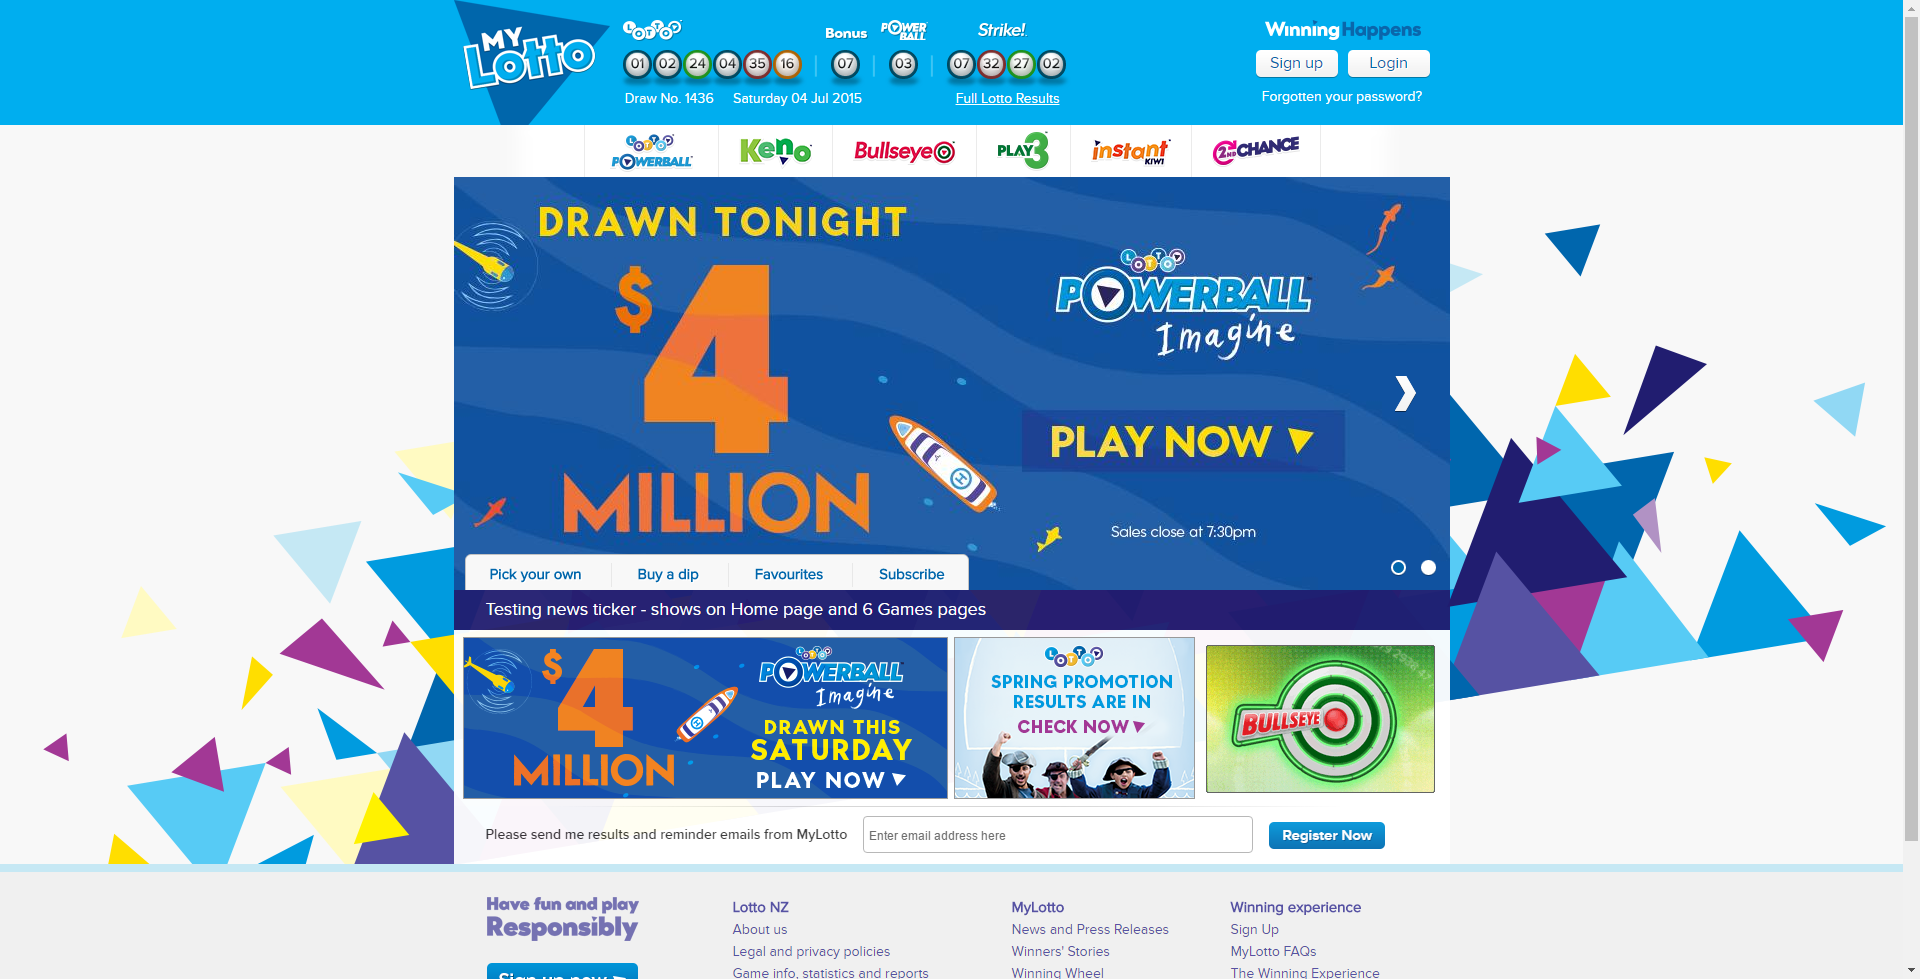 MY
LOTTO
LOTTO
Bonus
POWER
BALL
Strike!
01 02 24 04 35 16
07
03
07 32 27 02
Draw No. 1436
Saturday 04 Jul 2015
Full Lotto Results
Winning Happens
Sign up
Login
Forgotten your password?
LOTTO
POWERBALL
Keno
Bullseye
PLAY 3
instant
KIWI
2ND CHANCE
DRAWN TONIGHT
$4
MILLION
LOTTO
POWERBALL
Imagine
PLAY NOW
H
Sales close at 7:30pm
Pick your own
Buy a dip
Favourites
Subscribe
Testing news ticker - shows on Home page and 6 Games pages
$4
MILLION
H
LOTTO
POWERBALL
Imagine
DRAWN THIS
SATURDAY
PLAY NOW
LOTTO
SPRING PROMOTION
RESULTS ARE IN
CHECK NOW
BULLSEYE
Please send me results and reminder emails from MyLotto
Enter email address here
Register Now
Have fun and play
Responsibly
Sign up now
Lotto NZ
About us
Legal and privacy policies
Game info, statistics and reports
MyLotto
News and Press Releases
Winners' Stories
Winning Wheel
Winning experience
Sign Up
MyLotto FAQs
The Winning Experience